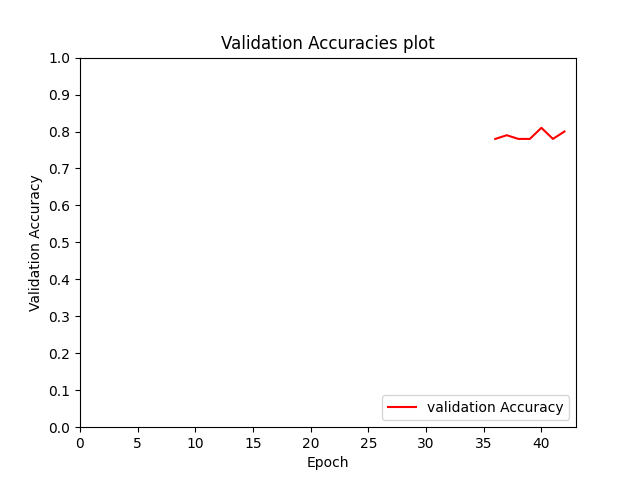 Validation Accuracies plot
1.0
0.9
0.8
0.7
0.6
0.5
0.4
0.3
0.2
0.1
0.0
Validation Accuracy
validation Accuracy
0 5 10 15 20 25 30 35 40
Epoch